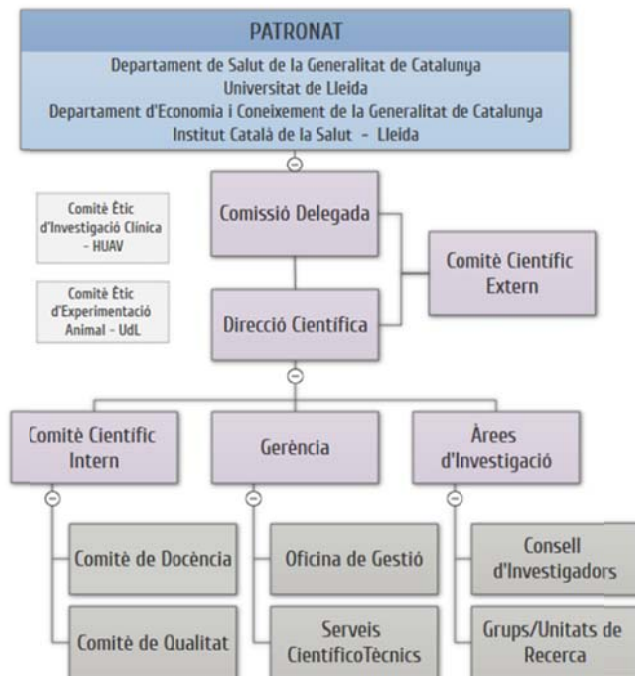 PATRONAT
Departament de Salut de la Generalitat de Catalunya
Universitat de Lleida
Departament d'Economia i Coneixement de la Generalitat de Catalunya
Institut Català de la Salut - Lleida
Comissió Delegada
Comitè Ètic
d'Investigació Clínica
- HUAV
Comitè Científic
Extern
Comitè Ètic
d'Experimentació
Animal - UdL
Direcció Científica
Comitè Científic
Intern
Gerència
Àrees
d'Investigació
Comitè de Docència
Oficina de Gestió
Consell
d'Investigadors
Comitè de Qualitat
Serveis
CientíficoTècnics
Grups/Unitats de
Recerca